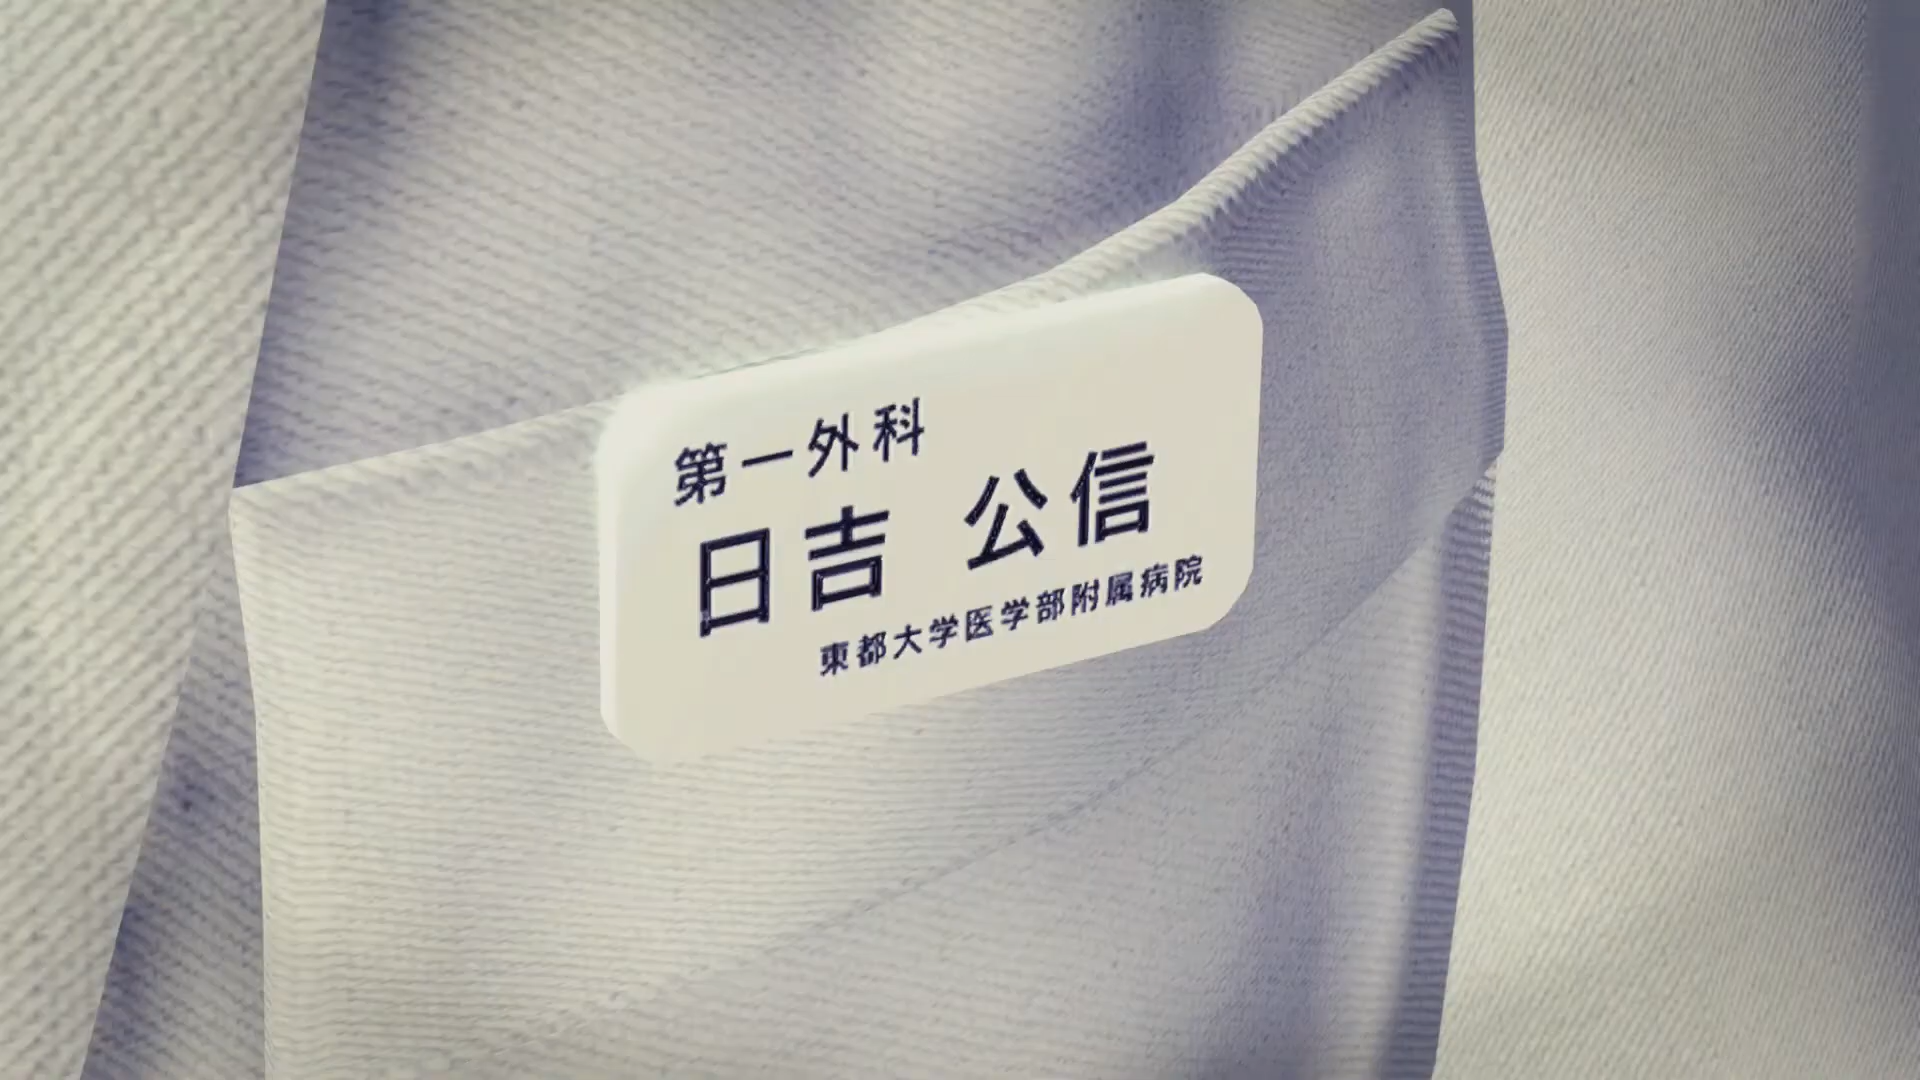 第一外科
日吉 公信
東都大学医学部附属病院